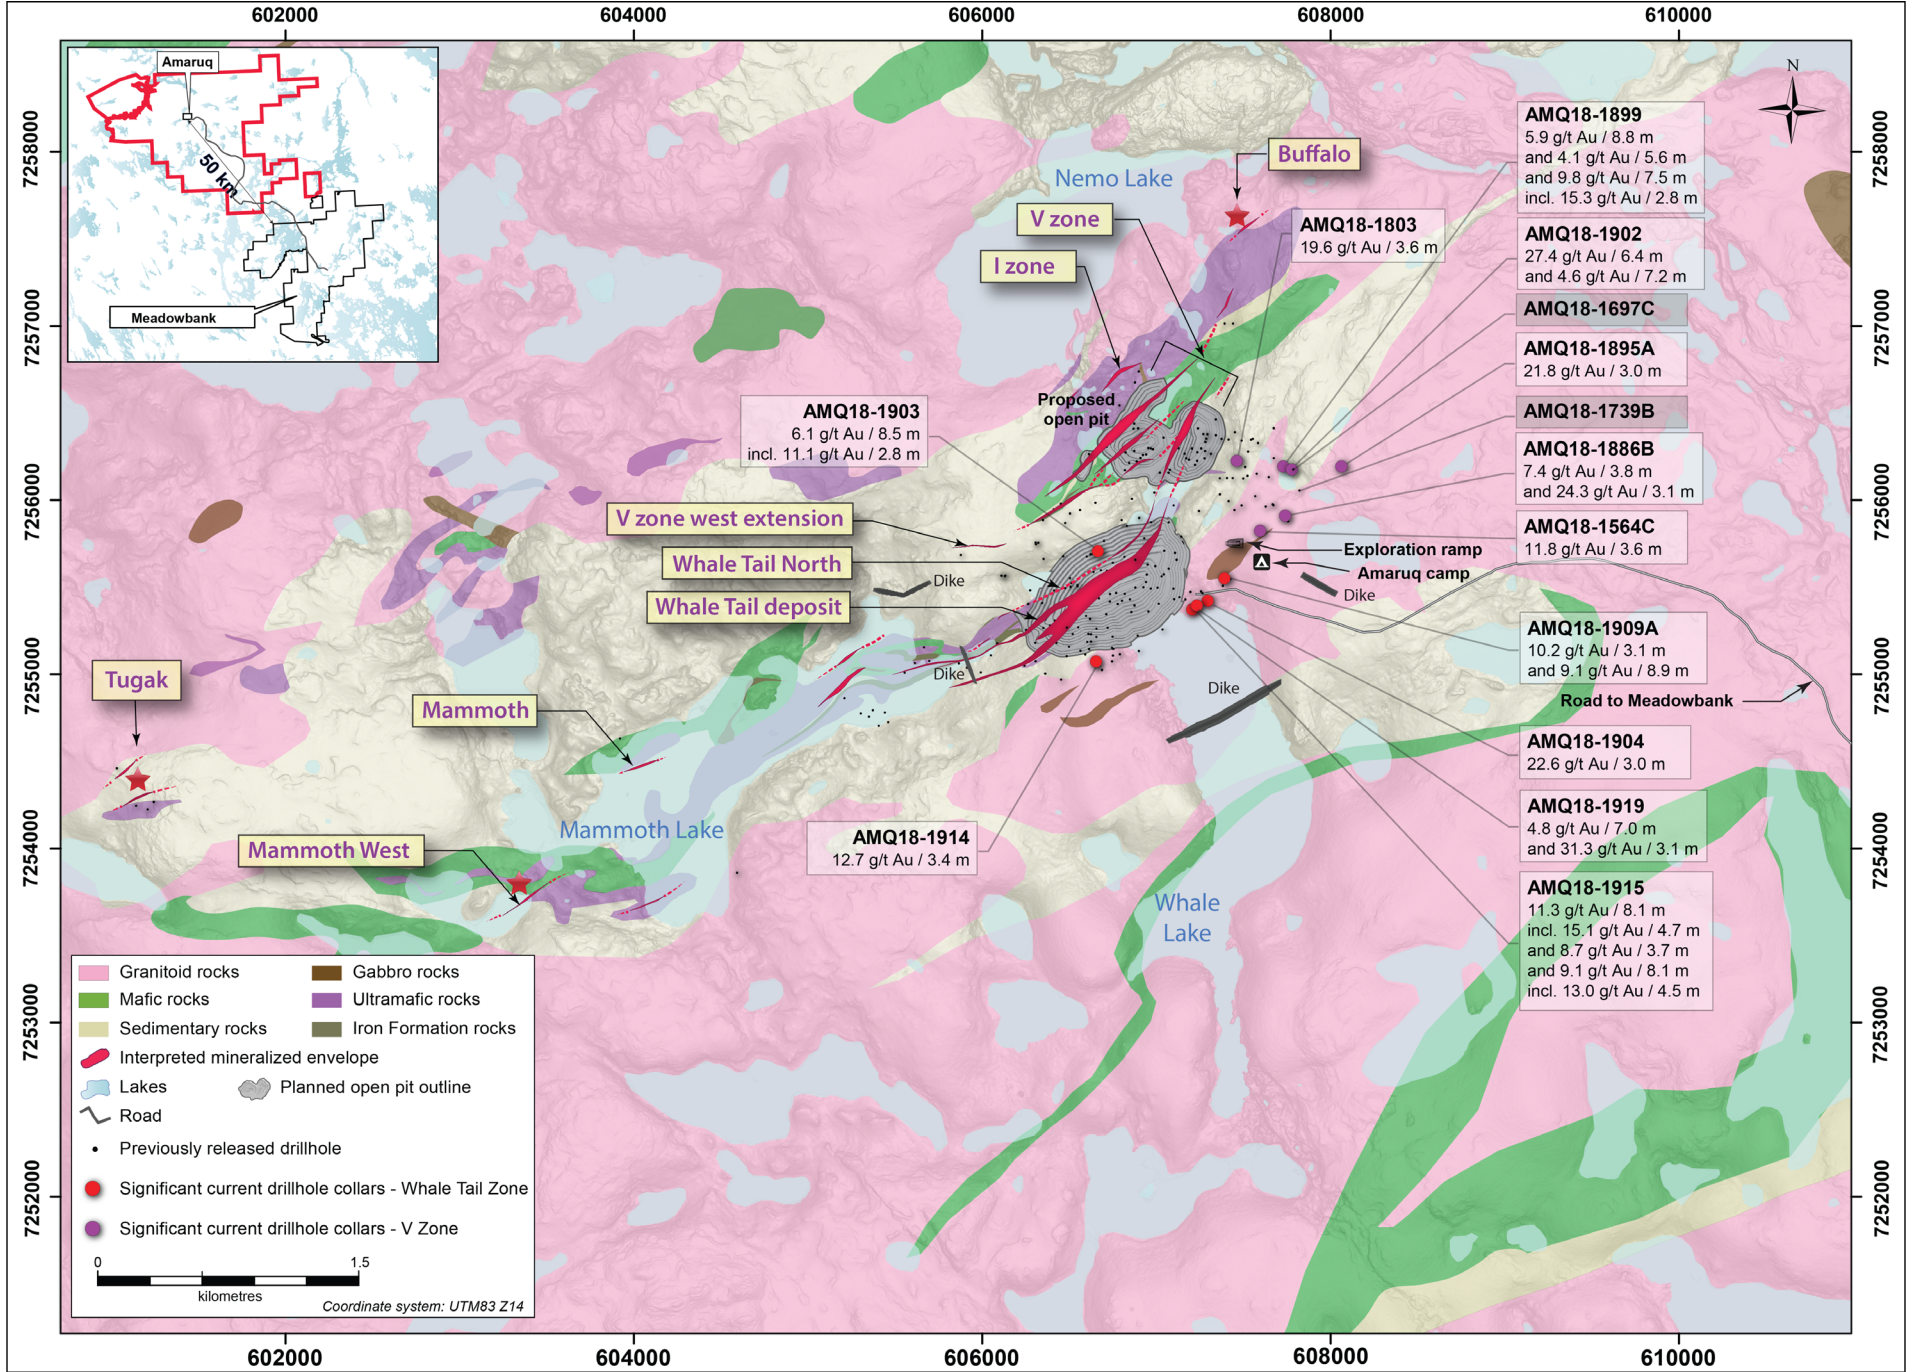 602000
604000
606000
608000
610000
7258000
7257000
7256000
7255000
7254000
7253000
7252000
7258000
7257000
7256000
7255000
7254000
7253000
7252000
Amaruq
50 km
Meadowbank
N
Nemo Lake
Buffalo
V zone
I zone
AMQ18-1803
19.6 g/t Au / 3.6 m
AMQ18-1899
5.9 g/t Au / 8.8 m
and 4.1 g/t Au / 5.6 m
and 9.8 g/t Au / 7.5 m
incl. 15.3 g/t Au / 2.8 m
AMQ18-1902
27.4 g/t Au / 6.4 m
and 4.6 g/t Au / 7.2 m
AMQ18-1697C
AMQ18-1895A
21.8 g/t Au / 3.0 m
AMQ18-1739B
AMQ18-1886B
7.4 g/t Au / 3.8 m
and 24.3 g/t Au / 3.1 m
AMQ18-1564C
11.8 g/t Au / 3.6 m
Proposed
open pit
AMQ18-1903
6.1 g/t Au / 8.5 m
incl. 11.1 g/t Au / 2.8 m
V zone west extension
Whale Tail North
Whale Tail deposit
Dike
Exploration ramp
Amaruq camp
Dike
AMQ18-1909A
10.2 g/t Au / 3.1 m
and 9.1 g/t Au / 8.9 m
Road to Meadowbank
Dike
Dike
Tugak
Mammoth
AMQ18-1904
22.6 g/t Au / 3.0 m
AMQ18-1919
4.8 g/t Au / 7.0 m
and 31.3 g/t Au / 3.1 m
Mammoth Lake
Mammoth West
AMQ18-1914
12.7 g/t Au / 3.4 m
AMQ18-1915
11.3 g/t Au / 8.1 m
incl. 15.1 g/t Au / 4.7 m
and 8.7 g/t Au / 3.7 m
and 9.1 g/t Au / 8.1 m
incl. 13.0 g/t Au / 4.5 m
Whale
Lake
Granitoid rocks
Gabbro rocks
Mafic rocks
Ultramafic rocks
Sedimentary rocks
Iron Formation rocks
Interpreted mineralized envelope
Lakes
Planned open pit outline
Road
Previously released drillhole
Significant current drillhole collars - Whale Tail Zone
Significant current drillhole collars - V Zone
0
1.5
kilometres
Coordinate system: UTM83 Z14
602000
604000
606000
608000
610000